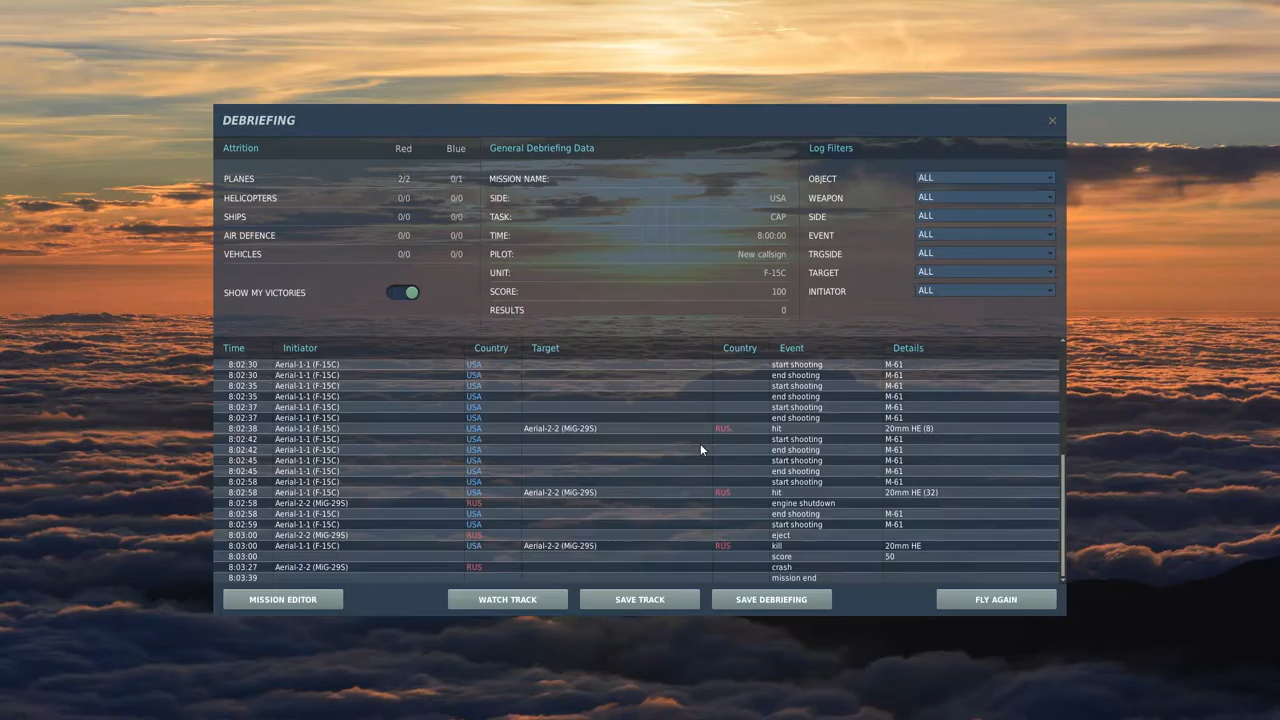 DEBRIEFING
Attrition Red Blue General Debriefing Data Log Filters
PLANES 2/2 0/1 MISSION NAME: OBJECT ALL
HELICOPTERS 0/0 0/0 SIDE: USA WEAPON ALL
SHIPS 0/0 0/0 TASK: CAP SIDE ALL
AIR DEFENCE 0/0 0/0 TIME: 8:00:00 EVENT ALL
VEHICLES 0/0 0/0 PILOT: New callsign TRGSIDE ALL
UNIT: F-15C TARGET ALL
SHOW MY VICTORIES SCORE: 100 INITIATOR ALL
RESULTS 0
Time Initiator Country Target Country Event Details
8:02:30 Aerial-1-1 (F-15C) USA start shooting M-61
8:02:30 Aerial-1-1 (F-15C) USA end shooting M-61
8:02:35 Aerial-1-1 (F-15C) USA start shooting M-61
8:02:35 Aerial-1-1 (F-15C) USA end shooting M-61
8:02:37 Aerial-1-1 (F-15C) USA start shooting M-61
8:02:37 Aerial-1-1 (F-15C) USA end shooting M-61
8:02:38 Aerial-1-1 (F-15C) USA Aerial-2-2 (MiG-29S) RUS hit 20mm HE (8)
8:02:42 Aerial-1-1 (F-15C) USA start shooting M-61
8:02:42 Aerial-1-1 (F-15C) USA end shooting M-61
8:02:45 Aerial-1-1 (F-15C) USA start shooting M-61
8:02:45 Aerial-1-1 (F-15C) USA end shooting M-61
8:02:58 Aerial-1-1 (F-15C) USA start shooting M-61
8:02:58 Aerial-1-1 (F-15C) USA Aerial-2-2 (MiG-29S) RUS hit 20mm HE (32)
8:02:58 Aerial-2-2 (MiG-29S) RUS engine shutdown
8:02:58 Aerial-1-1 (F-15C) USA end shooting M-61
8:02:59 Aerial-1-1 (F-15C) USA start shooting M-61
8:03:00 Aerial-2-2 (MiG-29S) RUS eject
8:03:00 Aerial-1-1 (F-15C) USA Aerial-2-2 (MiG-29S) RUS kill 20mm HE
8:03:00 score 50
8:03:27 Aerial-2-2 (MiG-29S) RUS crash
8:03:39 mission end
MISSION EDITOR WATCH TRACK SAVE TRACK SAVE DEBRIEFING FLY AGAIN